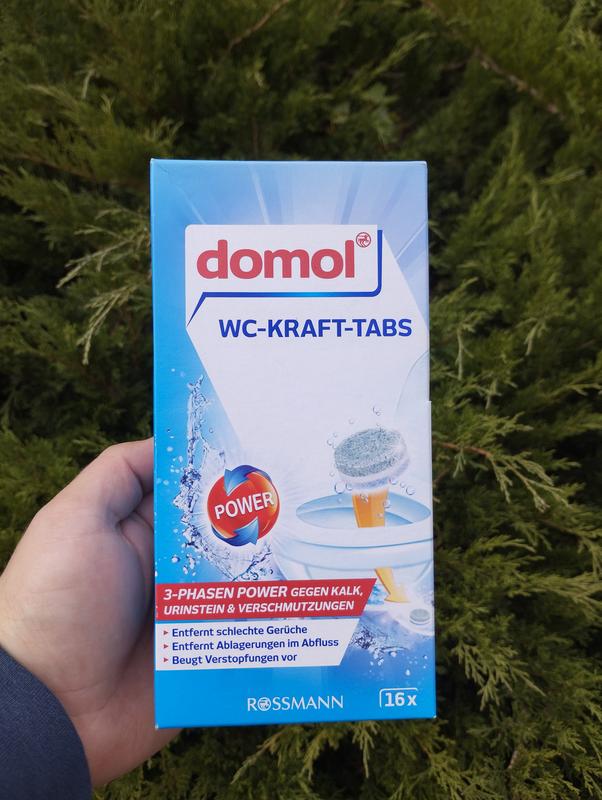 domol
WC-KRAFT-TABS
POWER
3-PHASEN POWER GEGEN KALK,
URINSTEIN & VERSCHMUTZUNGEN
Entfernt schlechte Gerüche
Entfernt Ablagerungen im Abfluss
Beugt Verstopfungen vor
ROSSMANN
16x